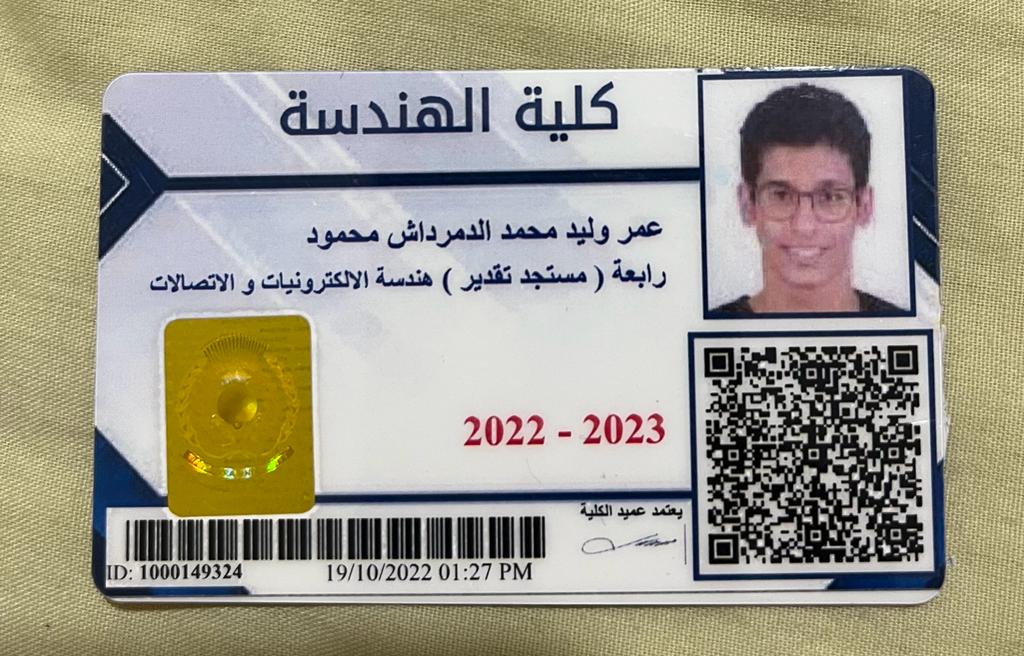 كلية الهندسة
عمر وليد محمد الدمرداش محمود
رابعة ( مستجد تقدير ) هندسة الالكترونيات و الاتصالات
2022 - 2023
يعتمد عميد الكلية
ID: 1000149324
19/10/2022 01:27 PM